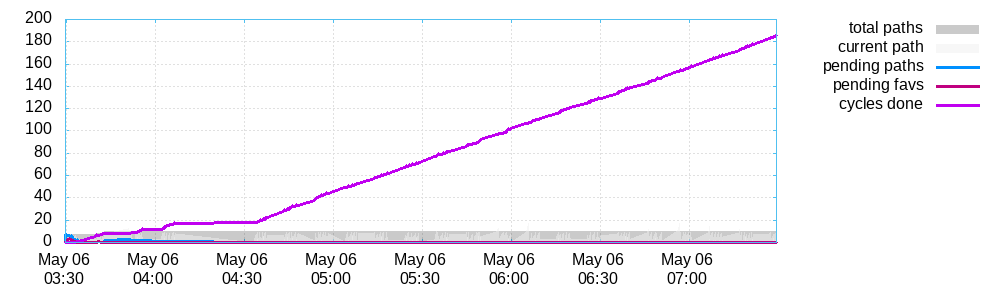 200
180
160
140
120
100
80
60
40
20
0
May 06 May 06 May 06 May 06 May 06 May 06 May 06 May 06
03:30 04:00 04:30 05:00 05:30 06:00 06:30 07:00
total paths
current path
pending paths
pending favs
cycles done